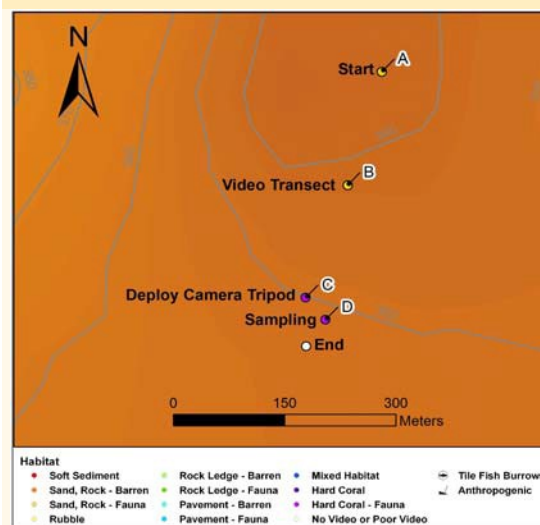 N
A
Start
B
Video Transect
C
Deploy Camera Tripod
D
Sampling
End
0 150 300
Meters
Habitat
Soft Sediment
Sand, Rock - Barren
Sand, Rock - Fauna
Rubble
Rock Ledge - Barren
Rock Ledge - Fauna
Pavement - Barren
Pavement - Fauna
Mixed Habitat
Hard Coral
Hard Coral - Fauna
No Video or Poor Video
Tile Fish Burrow
Anthropogenic